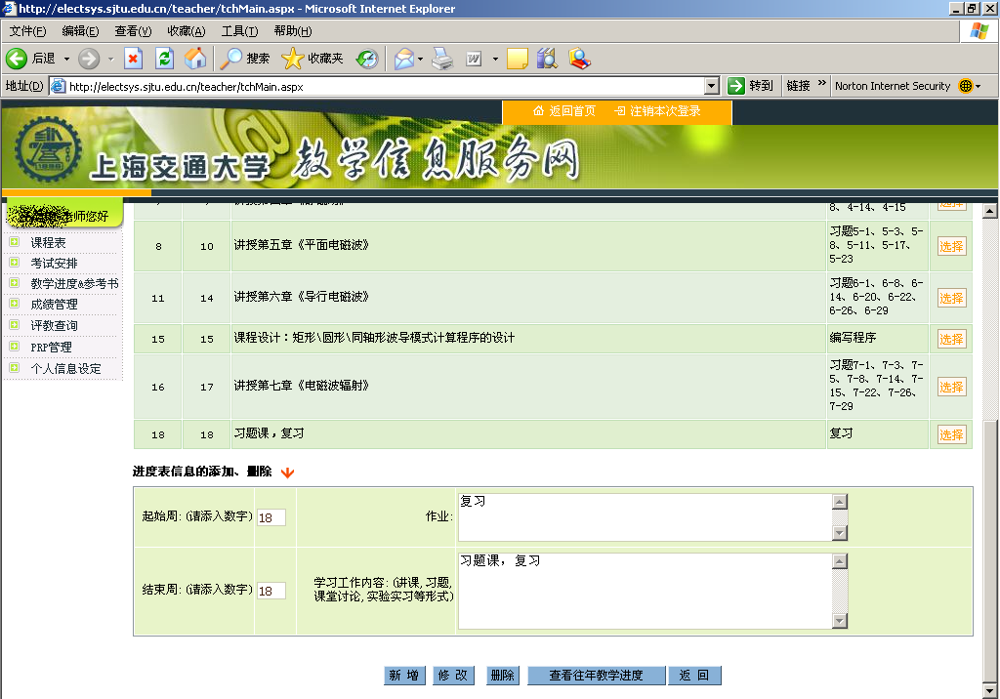 http://electsys.sjtu.edu.cn/teacher/tchMain.aspx - Microsoft Internet Explorer
文件(F) 编辑(E) 查看(V) 收藏(A) 工具(T) 帮助(H)
后退 搜索 收藏夹
地址(D) http://electsys.sjtu.edu.cn/teacher/tchMain.aspx 转到 链接 » Norton Internet Security
返回首页 注销本次登录
上海交通大学 教学信息服务网
师您好
课程表
考试安排
教学进度&参考书
成绩管理
评教查询
PRP管理
个人信息设定
8、4-14、4-15
8 10 讲授第五章《平面电磁波》 习题5-1、5-3、5-
8、5-11、5-17、
5-23
选择
11 14 讲授第六章《导行电磁波》 习题6-1、6-8、6-
14、6-20、6-22、
6-26、6-29
选择
15 15 课程设计：矩形\圆形\同轴形波导模式计算程序的设计 编写程序 选择
16 17 讲授第七章《电磁波辐射》 习题7-1、7-3、7-
5、7-8、7-14、7-
15、7-22、7-26、
7-29
选择
18 18 习题课，复习 复习 选择
进度表信息的添加、删除
起始周: (请添入数字) 18 作业: 复习
结束周: (请添入数字) 18 学习工作内容: (讲课, 习题,
课堂讨论, 实验实习等形式)
习题课，复习
新 增 修 改 删除 查看往年教学进度 返 回